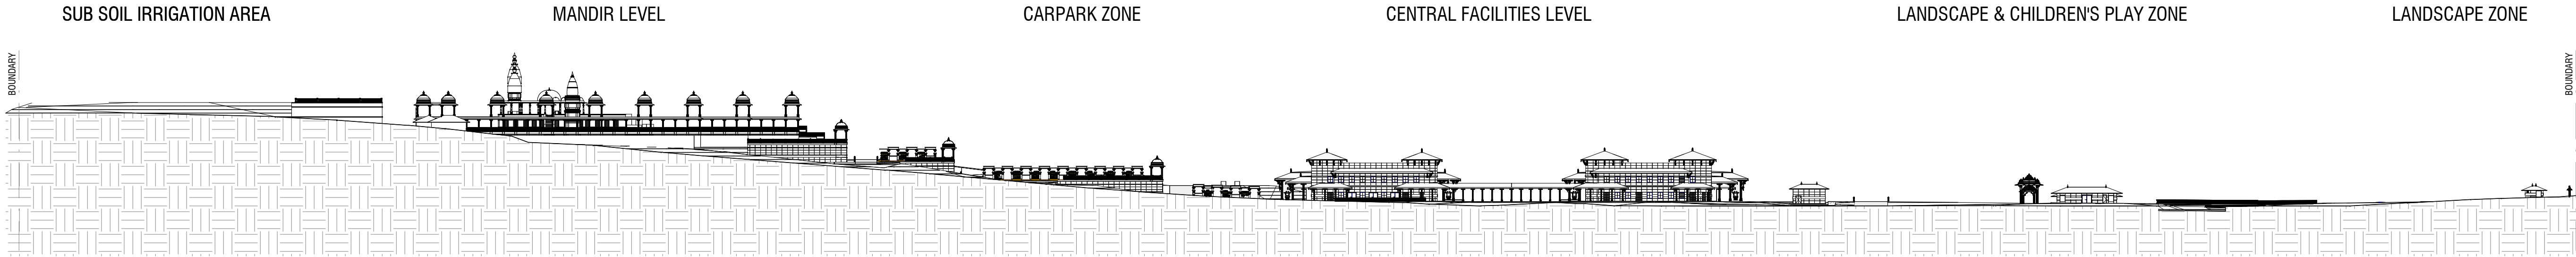 SUB SOIL IRRIGATION AREA
MANDIR LEVEL
CARPARK ZONE
CENTRAL FACILITIES LEVEL
LANDSCAPE & CHILDREN'S PLAY ZONE
LANDSCAPE ZONE
BOUNDARY
BOUNDARY